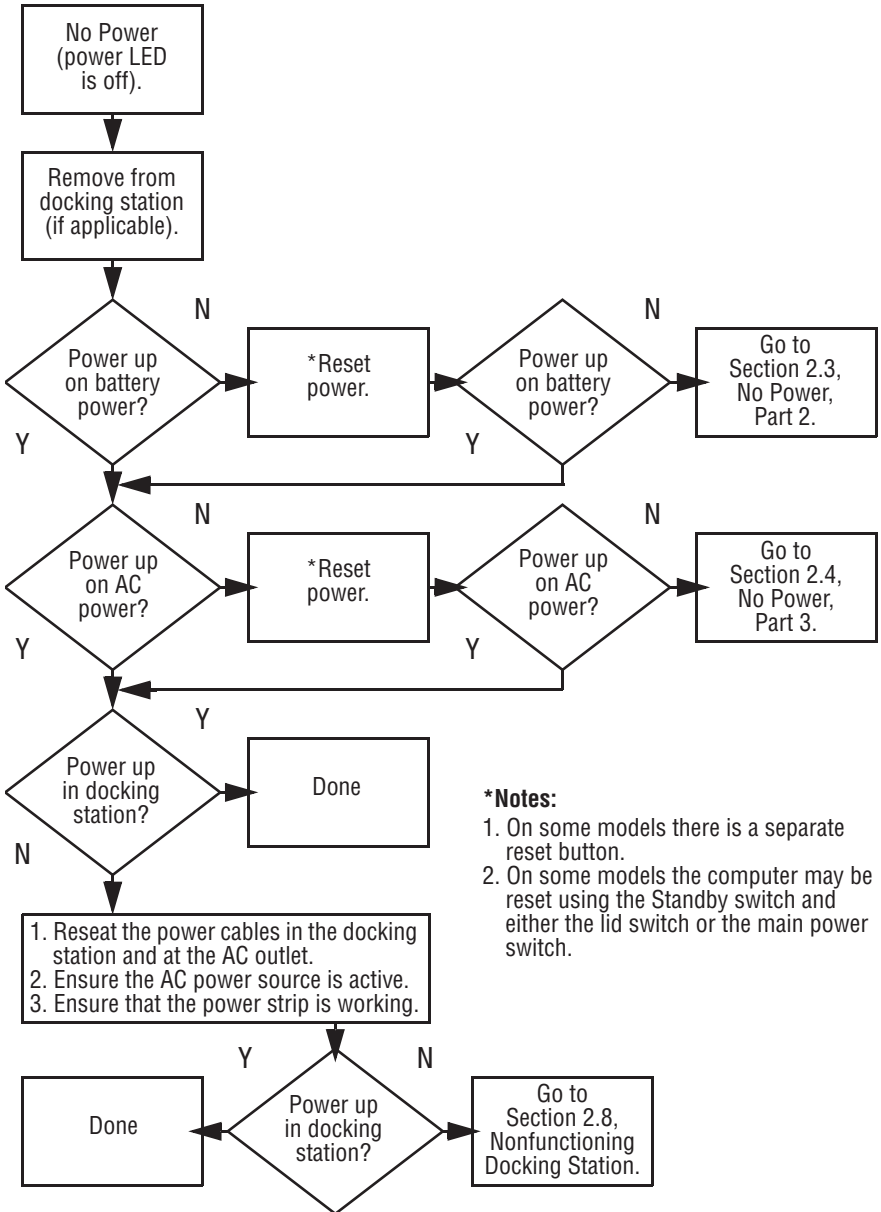 No Power
(power LED
is off).
Remove from
docking station
(if applicable).
N
Power up
on battery
power?
Y
*Reset
power.
N
Power up
on battery
power?
Y
Go to
Section 2.3,
No Power,
Part 2.
N
Power up
on AC
power?
Y
*Reset
power.
N
Power up
on AC
power?
Y
Go to
Section 2.4,
No Power,
Part 3.
Y
Power up
in docking
station?
N
Done
*Notes:
1. On some models there is a separate
reset button.
2. On some models the computer may be
reset using the Standby switch and
either the lid switch or the main power
switch.
1. Reseat the power cables in the docking
station and at the AC outlet.
2. Ensure the AC power source is active.
3. Ensure that the power strip is working.
Y
N
Done
Power up
in docking
station?
Go to
Section 2.8,
Nonfunctioning
Docking Station.